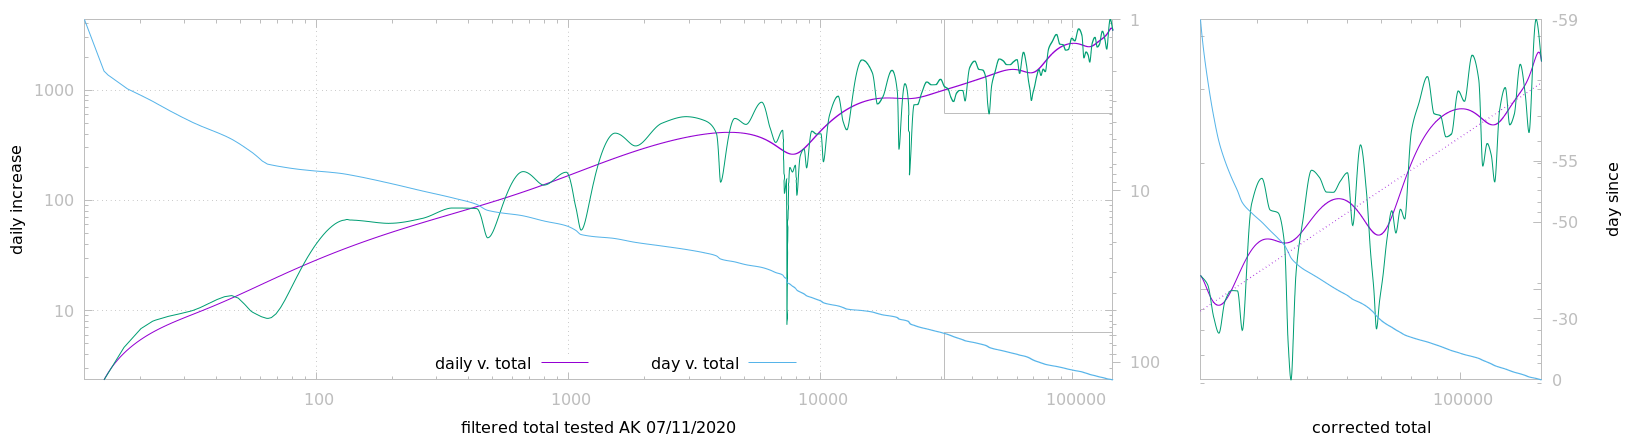 1000
100
10
daily increase
daily v. total
day v. total
100
1000
10000
100000
filtered total tested AK 07/11/2020
1
10
100
-59
-55
-50
-30
0
day since
100000
corrected total